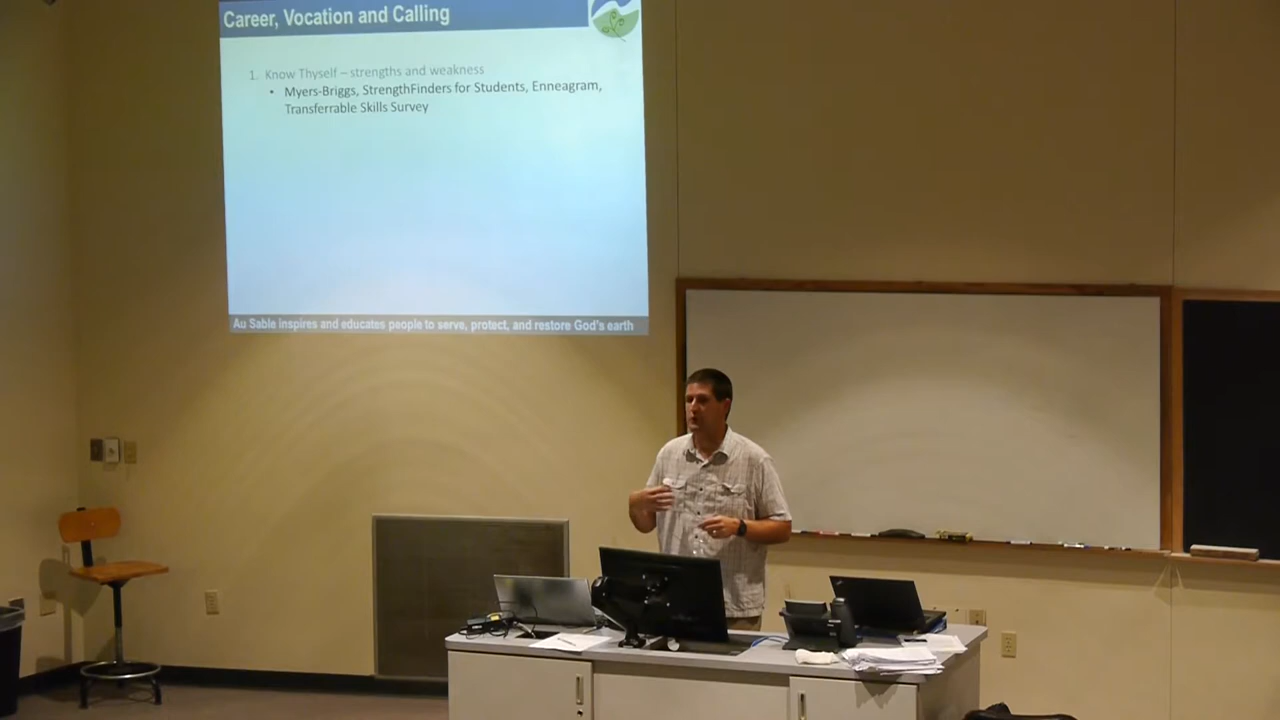 Career, Vocation and Calling
1. Know Thyself – strengths and weakness
• Myers-Briggs, StrengthFinders for Students, Enneagram,
Transferrable Skills Survey
Au Sable inspires and educates people to serve, protect, and restore God's earth